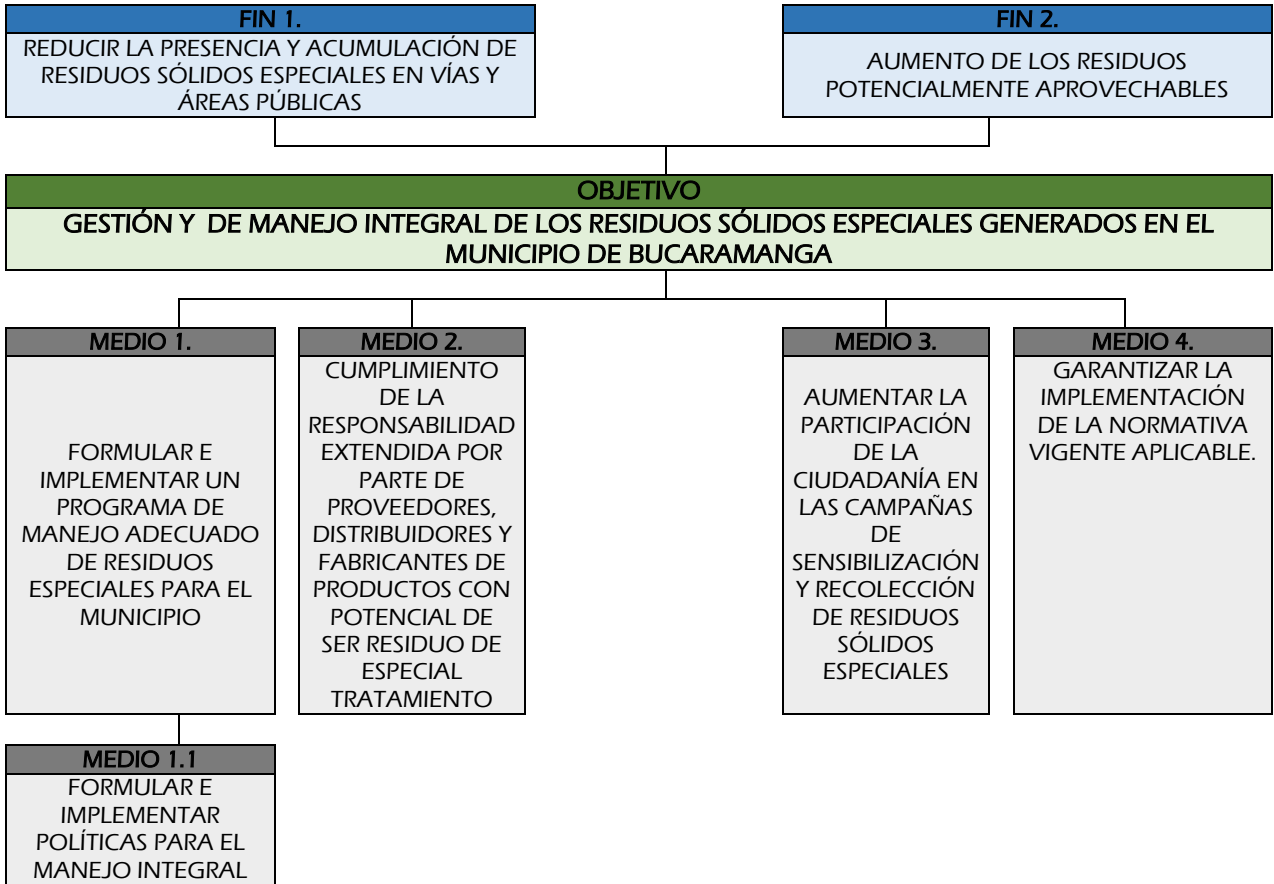 FIN 1.
REDUCIR LA PRESENCIA Y ACUMULACIÓN DE
RESIDUOS SÓLIDOS ESPECIALES EN VÍAS Y
ÁREAS PÚBLICAS
FIN 2.
AUMENTO DE LOS RESIDUOS
POTENCIALMENTE APROVECHABLES
OBJETIVO
GESTIÓN Y DE MANEJO INTEGRAL DE LOS RESIDUOS SÓLIDOS ESPECIALES GENERADOS EN EL
MUNICIPIO DE BUCARAMANGA
MEDIO 1.
FORMULAR E
IMPLEMENTAR UN
PROGRAMA DE
MANEJO ADECUADO
DE RESIDUOS
ESPECIALES PARA EL
MUNICIPIO
MEDIO 2.
CUMPLIMIENTO
DE LA
RESPONSABILIDAD
EXTENDIDA POR
PARTE DE
PROVEEDORES,
DISTRIBUIDORES Y
FABRICANTES DE
PRODUCTOS CON
POTENCIAL DE
SER RESIDUO DE
ESPECIAL
TRATAMIENTO
MEDIO 3.
AUMENTAR LA
PARTICIPACIÓN
DE LA
CIUDADANÍA EN
LAS CAMPAÑAS
DE
SENSIBILIZACIÓN
Y RECOLECCIÓN
DE RESIDUOS
SÓLIDOS
ESPECIALES
MEDIO 4.
GARANTIZAR LA
IMPLEMENTACIÓN
DE LA NORMATIVA
VIGENTE APLICABLE.
MEDIO 1.1
FORMULAR E
IMPLEMENTAR
POLÍTICAS PARA EL
MANEJO INTEGRAL